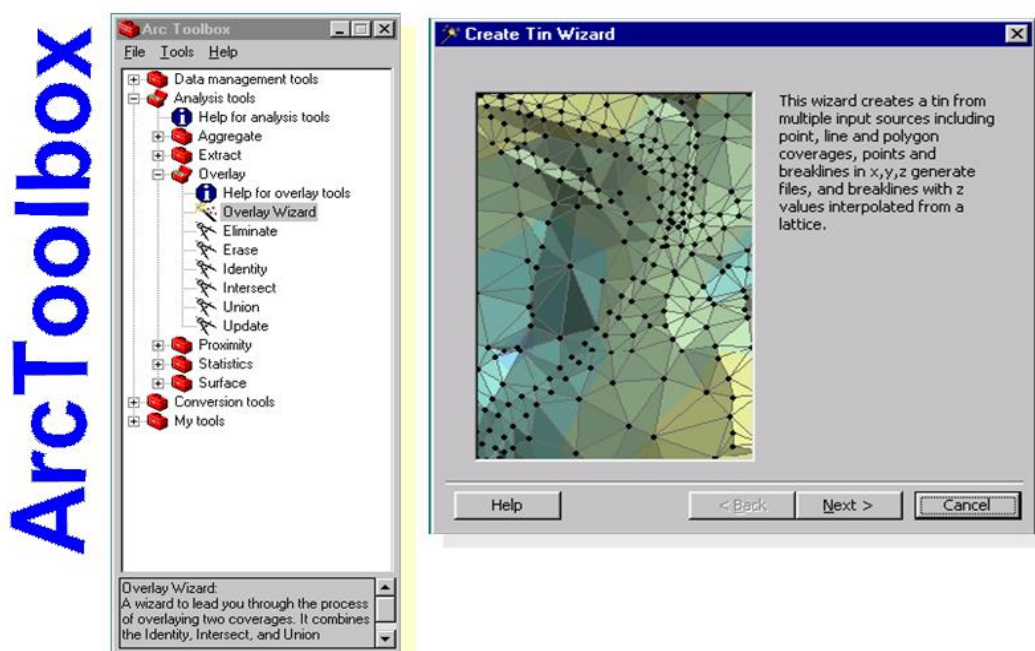 ArcToolbox
Arc Toolbox
File Tools Help
Data management tools
Analysis tools
Help for analysis tools
Aggregate
Extract
Overlay
Help for overlay tools
Overlay Wizard
Eliminate
Erase
Identity
Intersect
Union
Update
Proximity
Statistics
Surface
Conversion tools
My tools
Overlay Wizard:
A wizard to lead you through the process
of overlaying two coverages. It combines
the Identity, Intersect, and Union
Create Tin Wizard
This wizard creates a tin from
multiple input sources including
point, line and polygon
coverages, points and
breaklines in x,y,z generate
files, and breaklines with z
values interpolated from a
lattice.
Help
< Back
Next >
Cancel